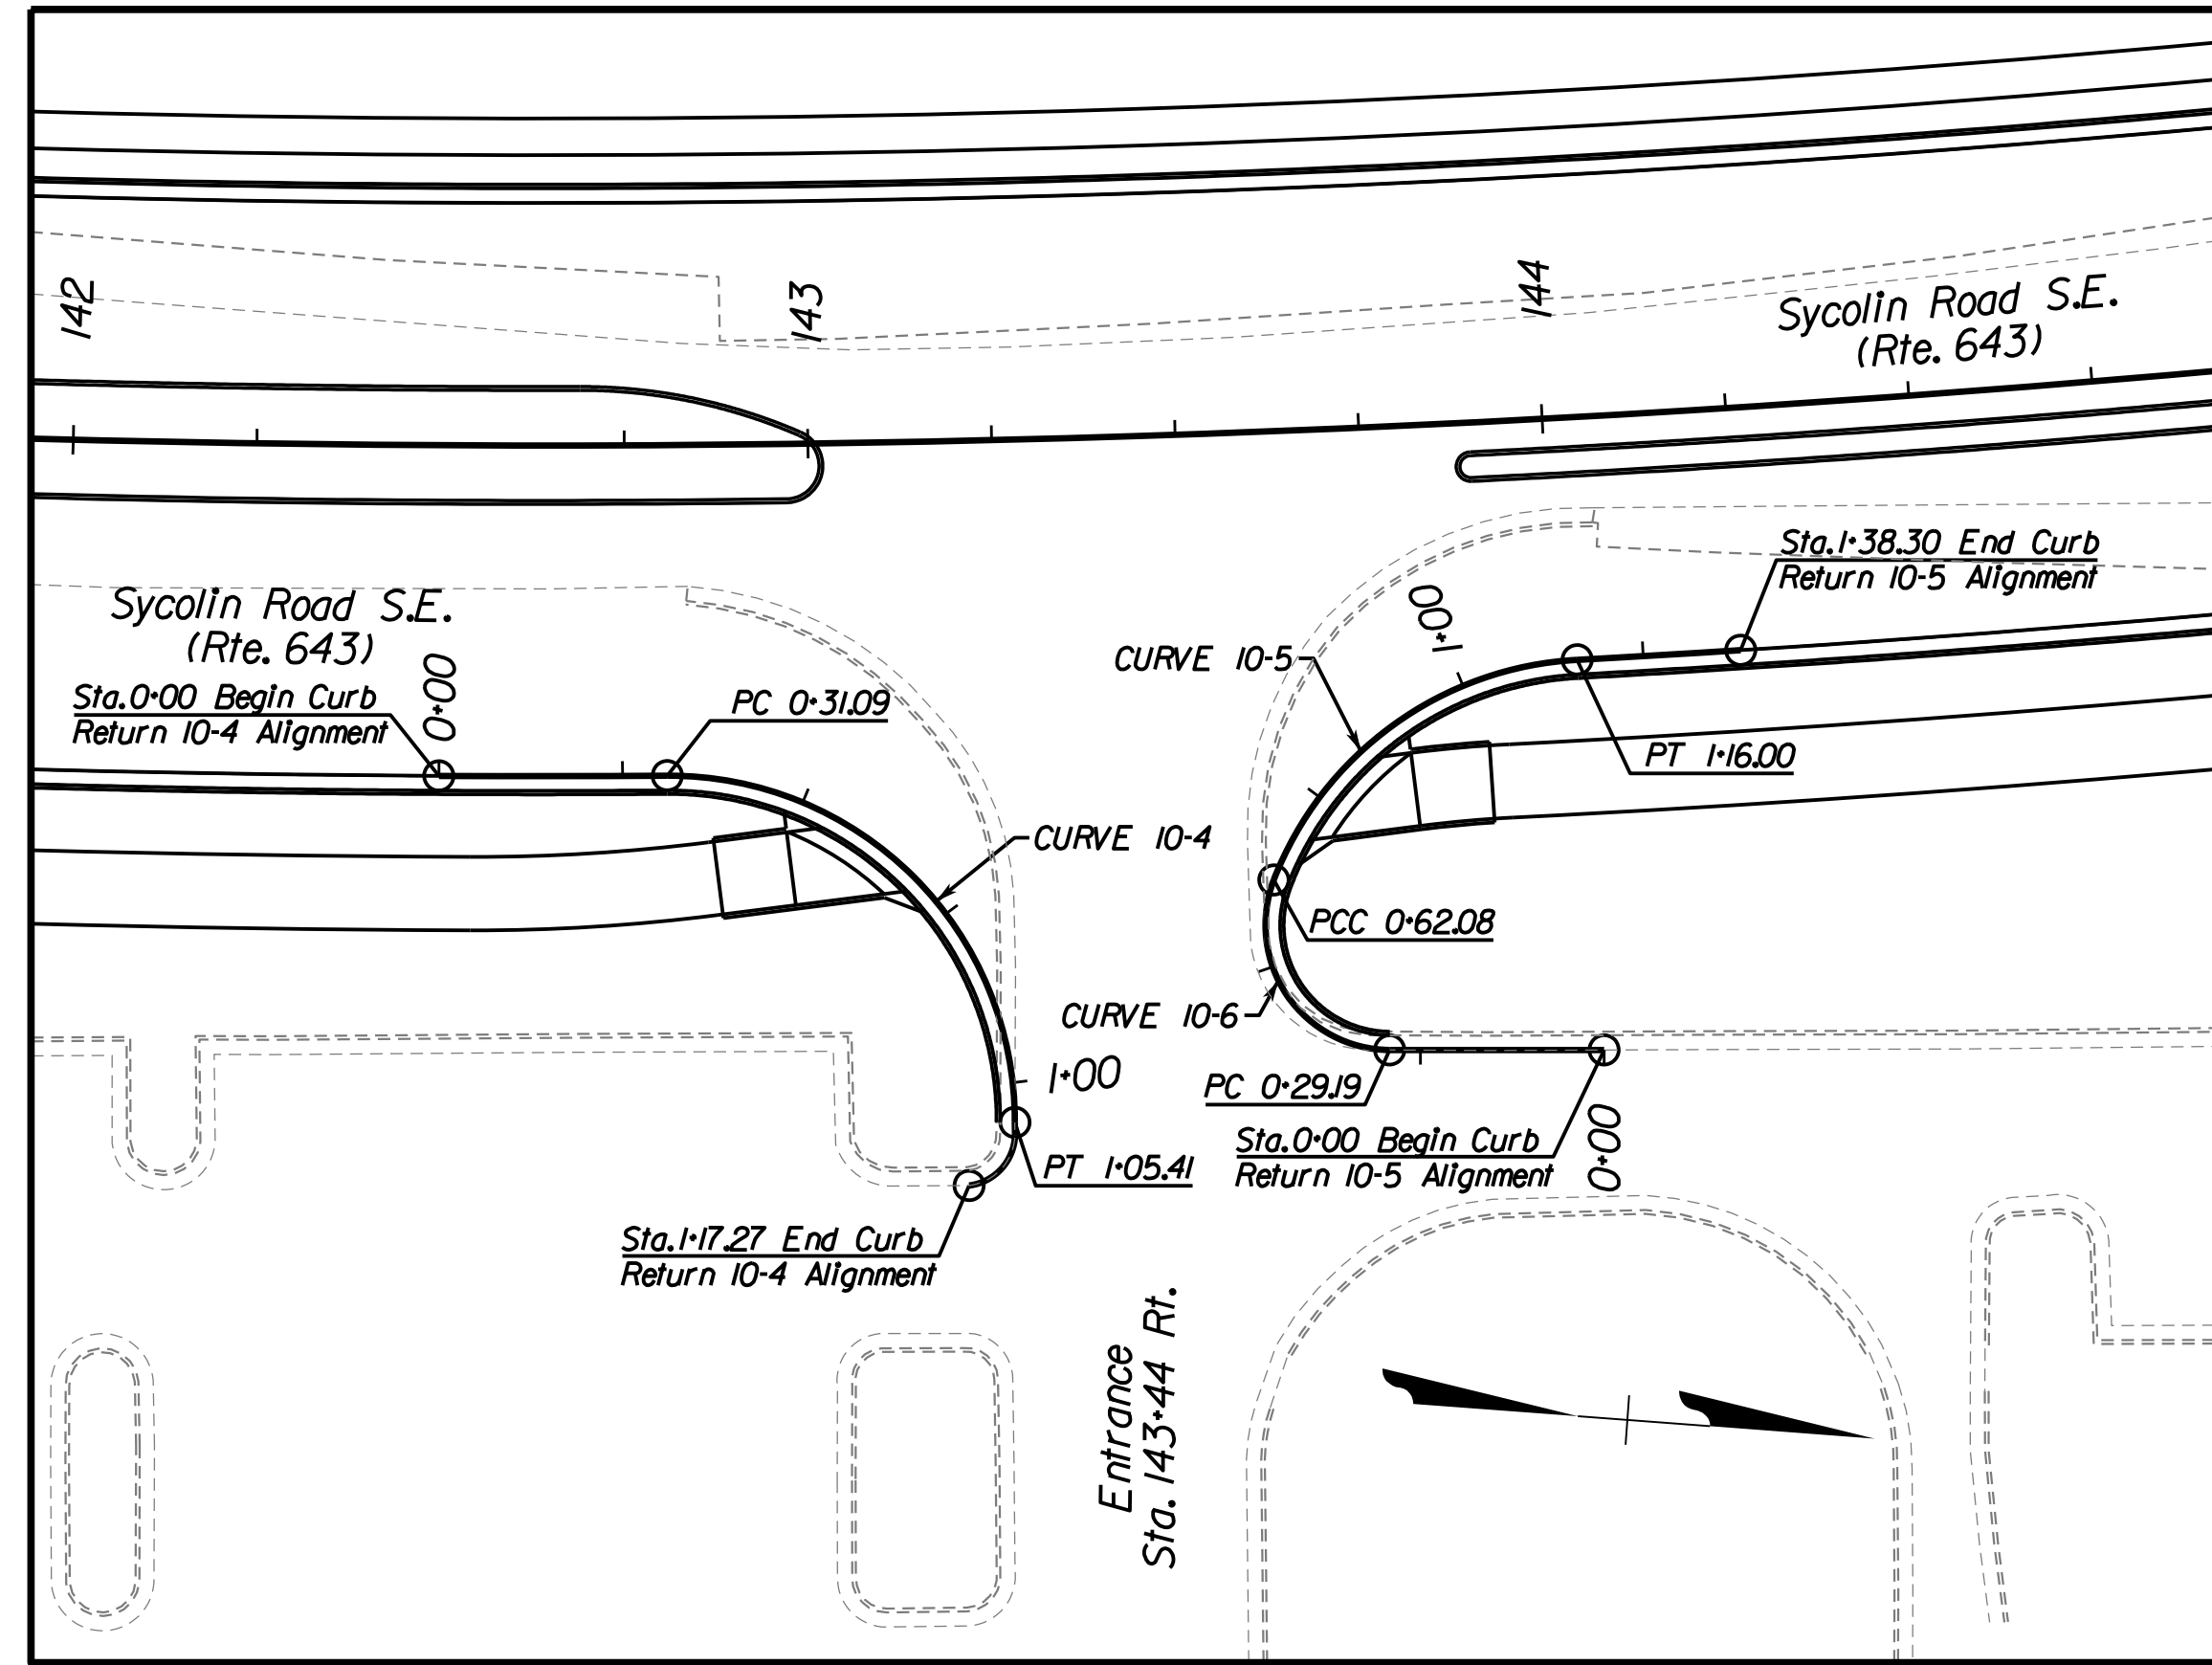 142
143
144
Sycolin Road S.E.
(Rte. 643)
Sta.1+38.30 End Curb
Return 10-5 Alignment
1+00
CURVE 10-5
Sycolin Road S.E.
(Rte. 643)
0+00
Sta.0+00 Begin Curb
Return 10-4 Alignment
PC 0+31.09
PT 1+16.00
CURVE 10-4
PCC 0+62.08
CURVE 10-6
1+00
PC 0+29.19
Sta.0+00 Begin Curb
Return 10-5 Alignment
0+00
PT 1+05.41
Sta.1+17.27 End Curb
Return 10-4 Alignment
Entrance
Sta.143+44 Rt.